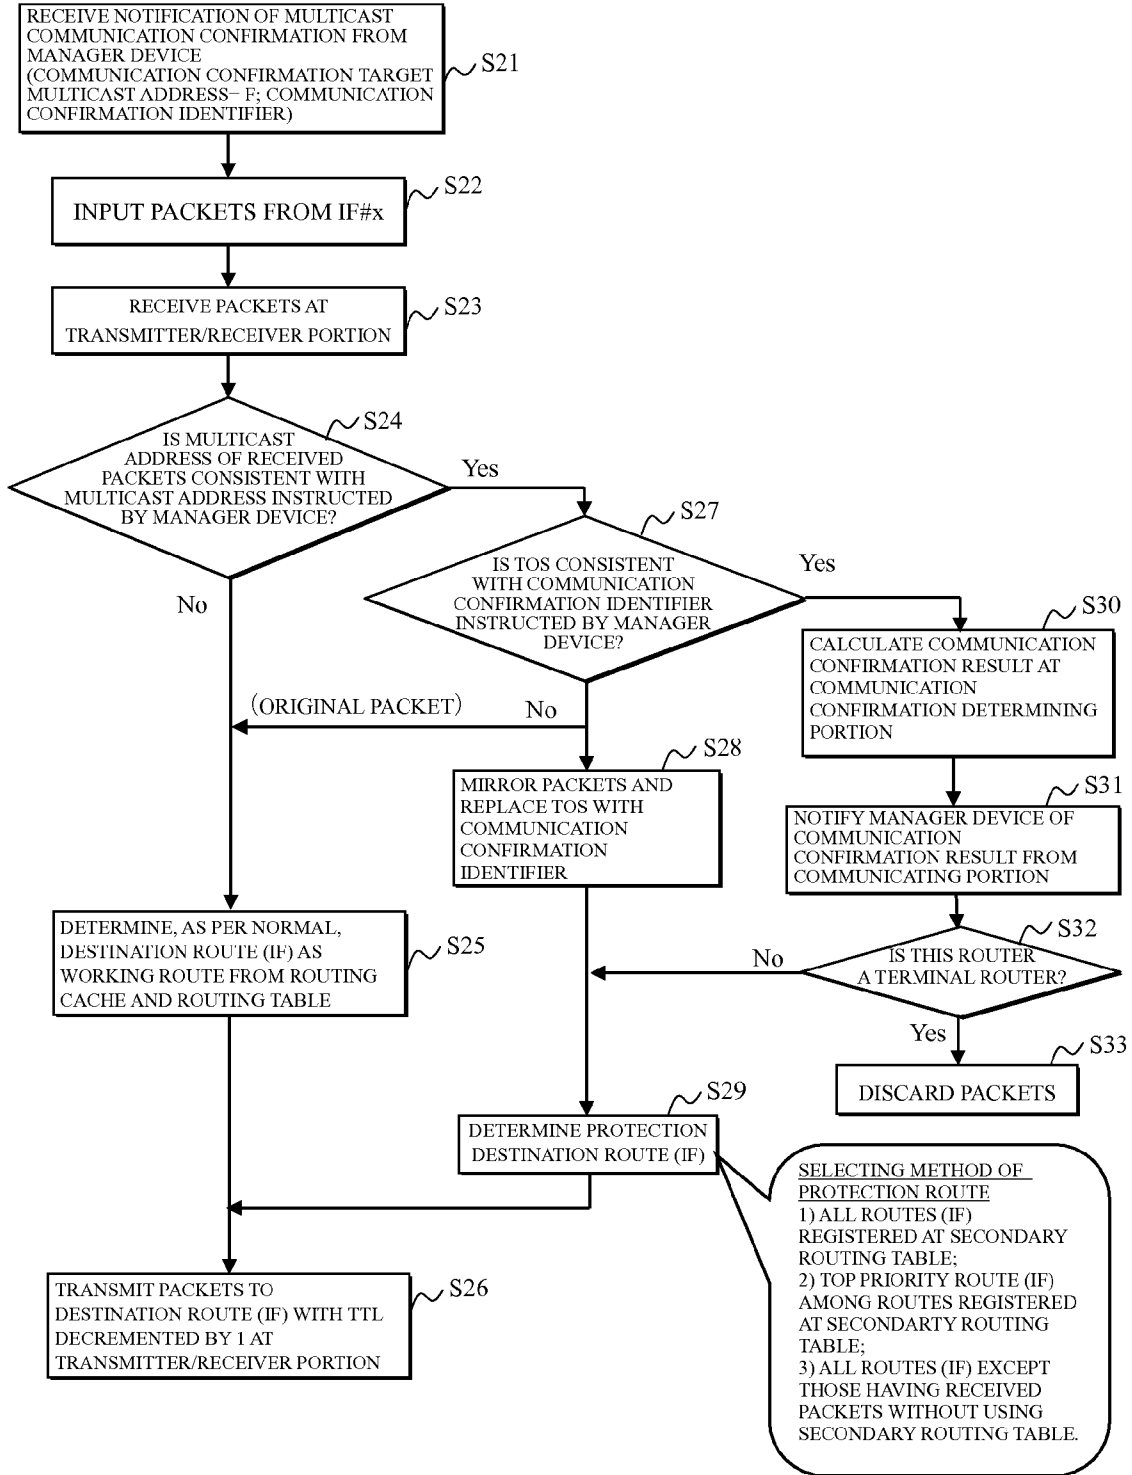 RECEIVE NOTIFICATION OF MULTICAST
COMMUNICATION CONFIRMATION FROM
MANAGER DEVICE
(COMMUNICATION CONFIRMATION TARGET
MULTICAST ADDRESS= F; COMMUNICATION
CONFIRMATION IDENTIFIER)
S21
S22
INPUT PACKETS FROM IF#x
S23
RECEIVE PACKETS AT
TRANSMITTER/RECEIVER PORTION
S24
IS MULTICAST
ADDRESS OF RECEIVED
PACKETS CONSISTENT WITH
MULTICAST ADDRESS INSTRUCTED
BY MANAGER DEVICE?
Yes
No
S27
IS TOS CONSISTENT
WITH COMMUNICATION
CONFIRMATION IDENTIFIER
INSTRUCTED BY MANAGER
DEVICE?
Yes
No
(ORIGINAL PACKET)
S30
CALCULATE COMMUNICATION
CONFIRMATION RESULT AT
COMMUNICATION
CONFIRMATION DETERMINING
PORTION
S28
MIRROR PACKETS AND
REPLACE TOS WITH
COMMUNICATION
CONFIRMATION
IDENTIFIER
S31
NOTIFY MANAGER DEVICE OF
COMMUNICATION
CONFIRMATION RESULT FROM
COMMUNICATING PORTION
S25
DETERMINE, AS PER NORMAL,
DESTINATION ROUTE (IF) AS
WORKING ROUTE FROM ROUTING
CACHE AND ROUTING TABLE
S32
IS THIS ROUTER
A TERMINAL ROUTER?
No
Yes
S33
DISCARD PACKETS
S29
DETERMINE PROTECTION
DESTINATION ROUTE (IF)
SELECTING METHOD OF
PROTECTION ROUTE
1) ALL ROUTES (IF)
REGISTERED AT SECONDARY
ROUTING TABLE;
2) TOP PRIORITY ROUTE (IF)
AMONG ROUTES REGISTERED
AT SECONDARTY ROUTING
TABLE;
3) ALL ROUTES (IF) EXCEPT
THOSE HAVING RECEIVED
PACKETS WITHOUT USING
SECONDARY ROUTING TABLE.
S26
TRANSMIT PACKETS TO
DESTINATION ROUTE (IF) WITH TTL
DECREMENTED BY 1 AT
TRANSMITTER/RECEIVER PORTION